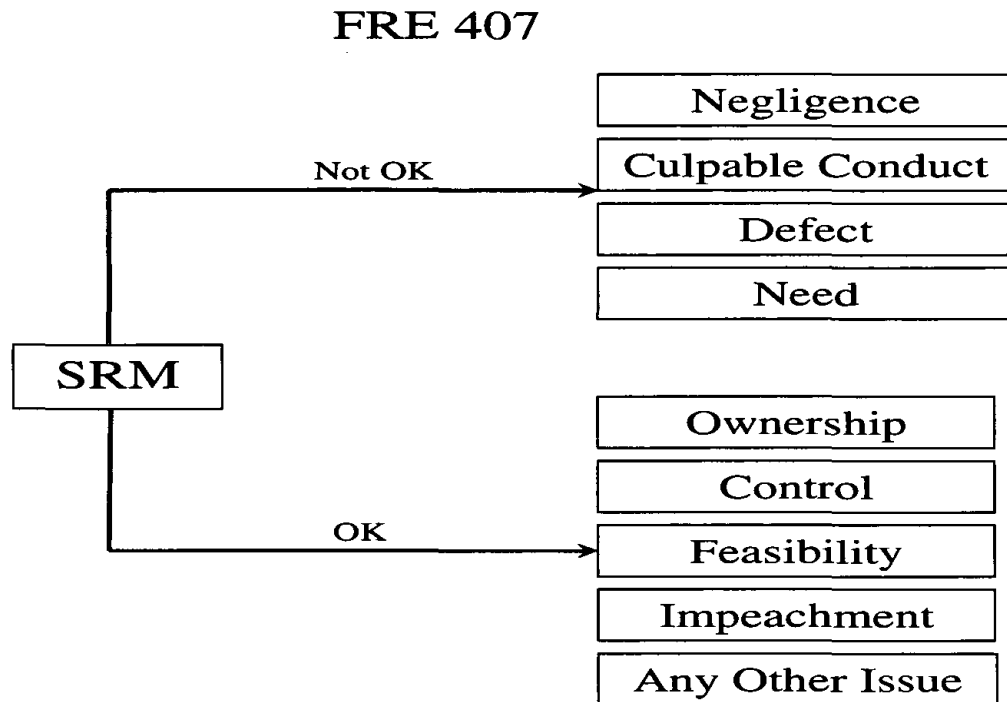 FRE 407
Negligence
Not OK
Culpable Conduct
Defect
Need
SRM
Ownership
Control
OK
Feasibility
Impeachment
Any Other Issue